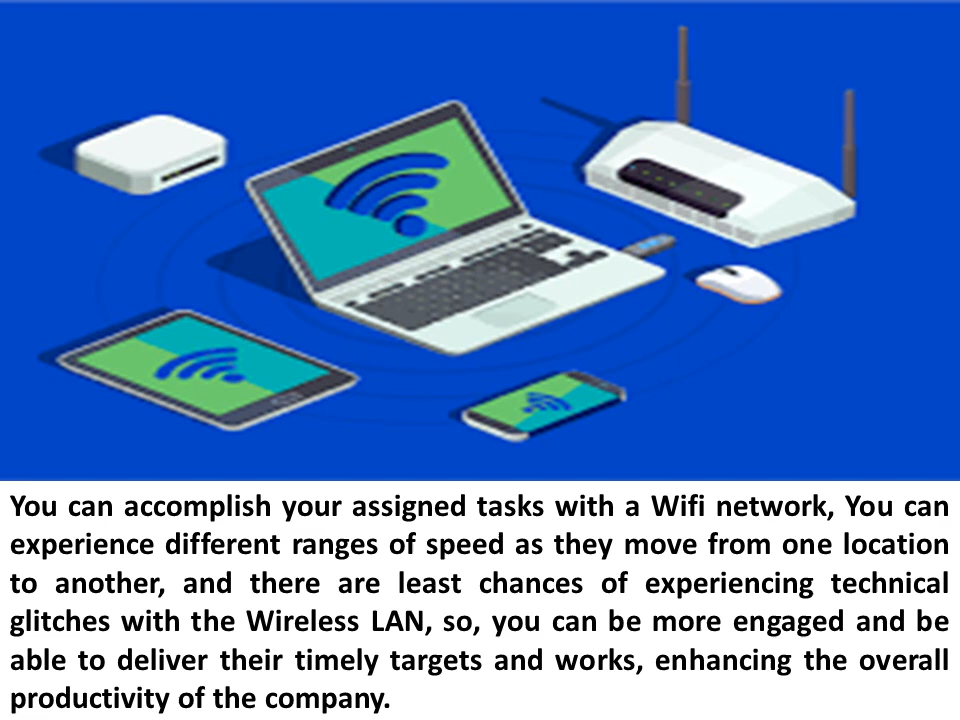 You can accomplish your assigned tasks with a Wifi network, You can
experience different ranges of speed as they move from one location
to another, and there are least chances of experiencing technical
glitches with the Wireless LAN, so, you can be more engaged and be
able to deliver their timely targets and works, enhancing the overall
productivity of the company.